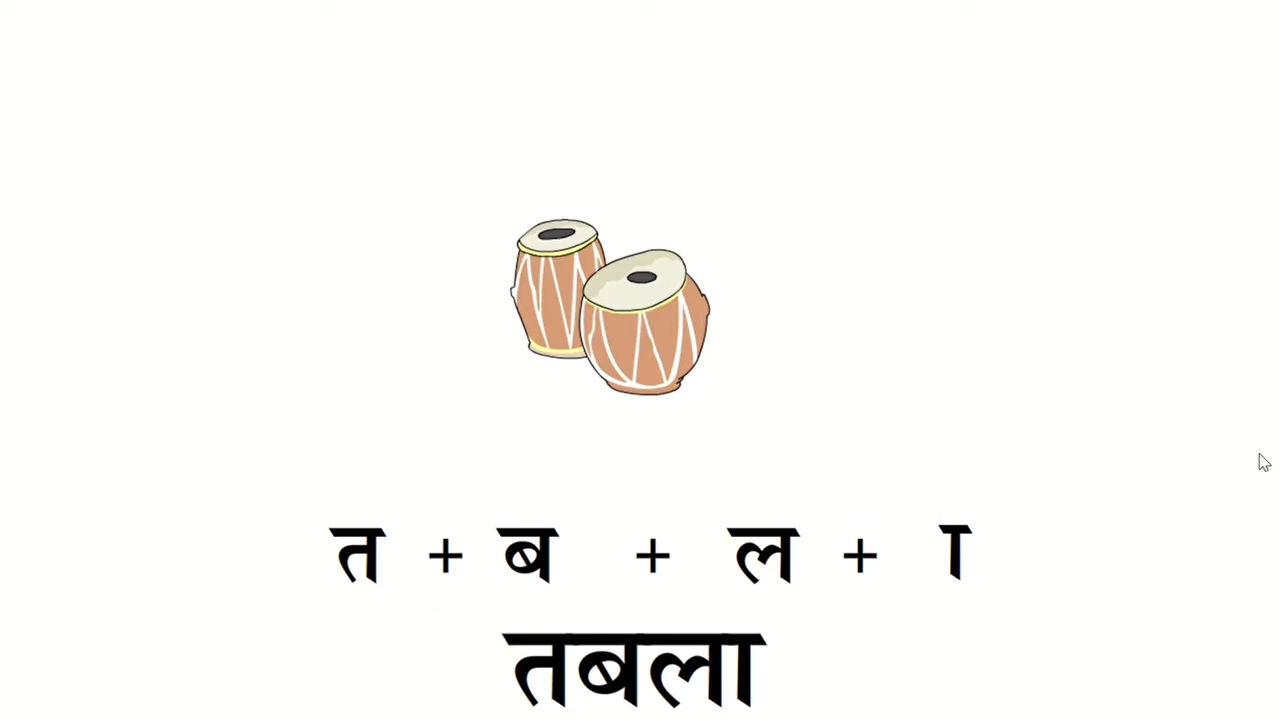 त + ब + ल + ा
तबला